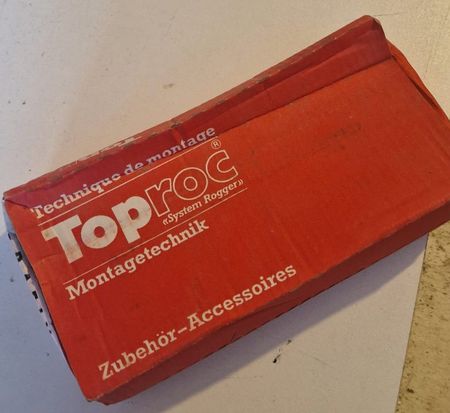 Technique de montage
Toproc®
«System Rogger»
Montagetechnik
Zubehör-Accessoires